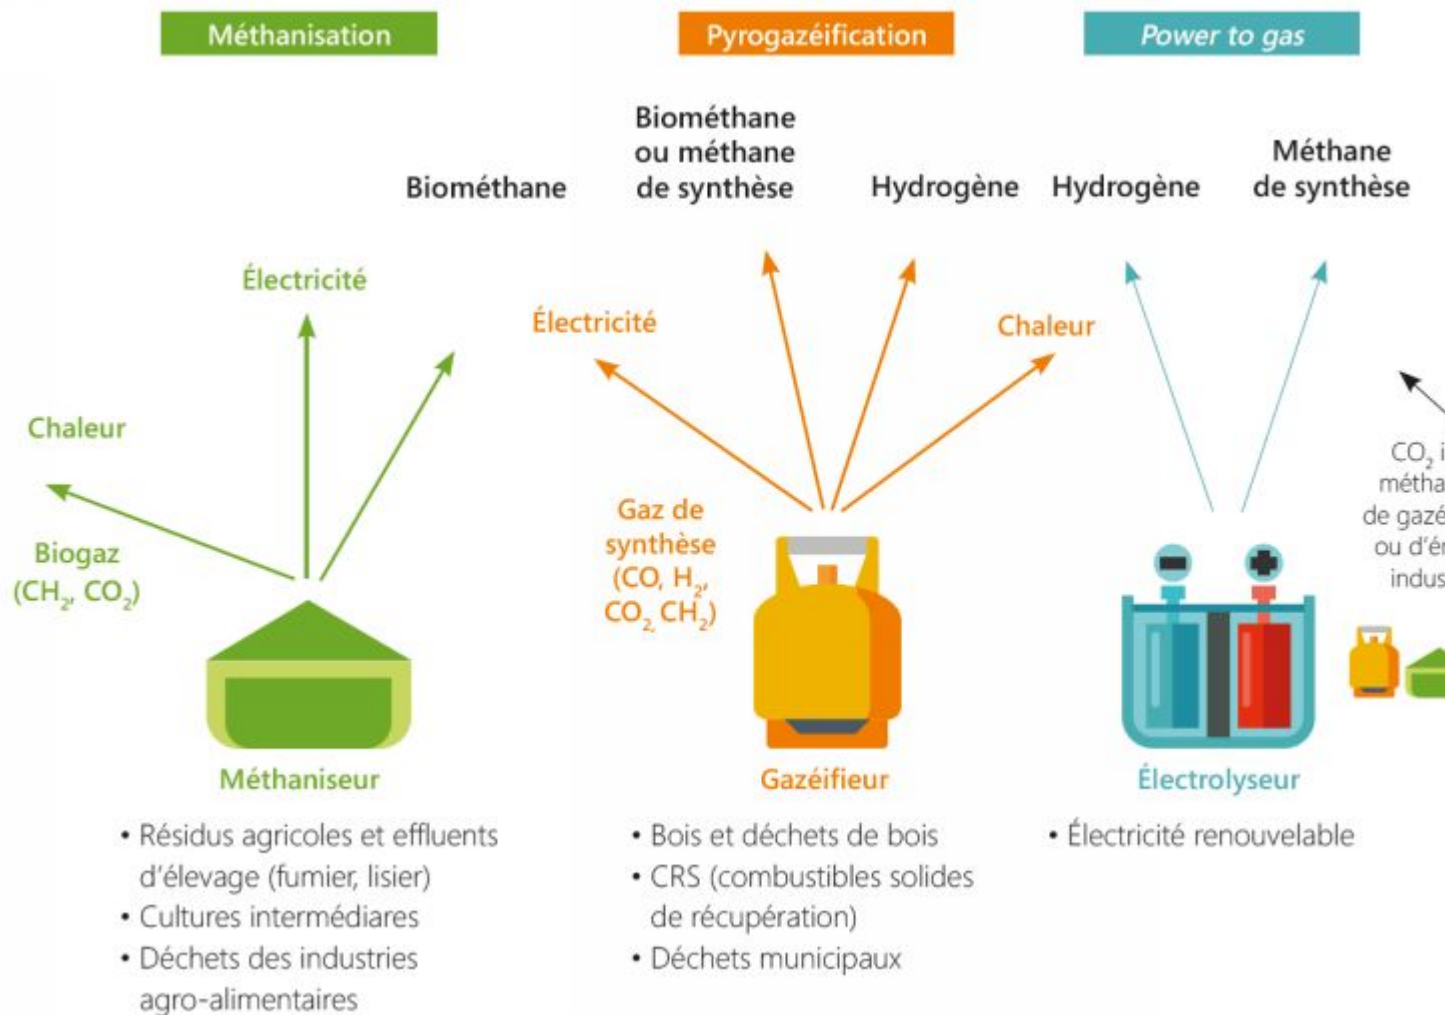 Méthanisation
Biométhane
Électricité
Chaleur
Biogaz
(CH₂, CO₂)
Méthaniseur
• Résidus agricoles et effluents
d'élevage (fumier, lisier)
• Cultures intermédiares
• Déchets des industries
agro-alimentaires
Pyrogazéification
Biométhane
ou méthane
de synthèse
Hydrogène
Électricité
Chaleur
Gaz de
synthèse
(CO, H₂,
CO₂, CH₂)
Gazéifieur
• Bois et déchets de bois
• CRS (combustibles solides
de récupération)
• Déchets municipaux
Power to gas
Hydrogène
Méthane
de synthèse
CO₂
ou
Électrolyseur
• Électricité renouvelable